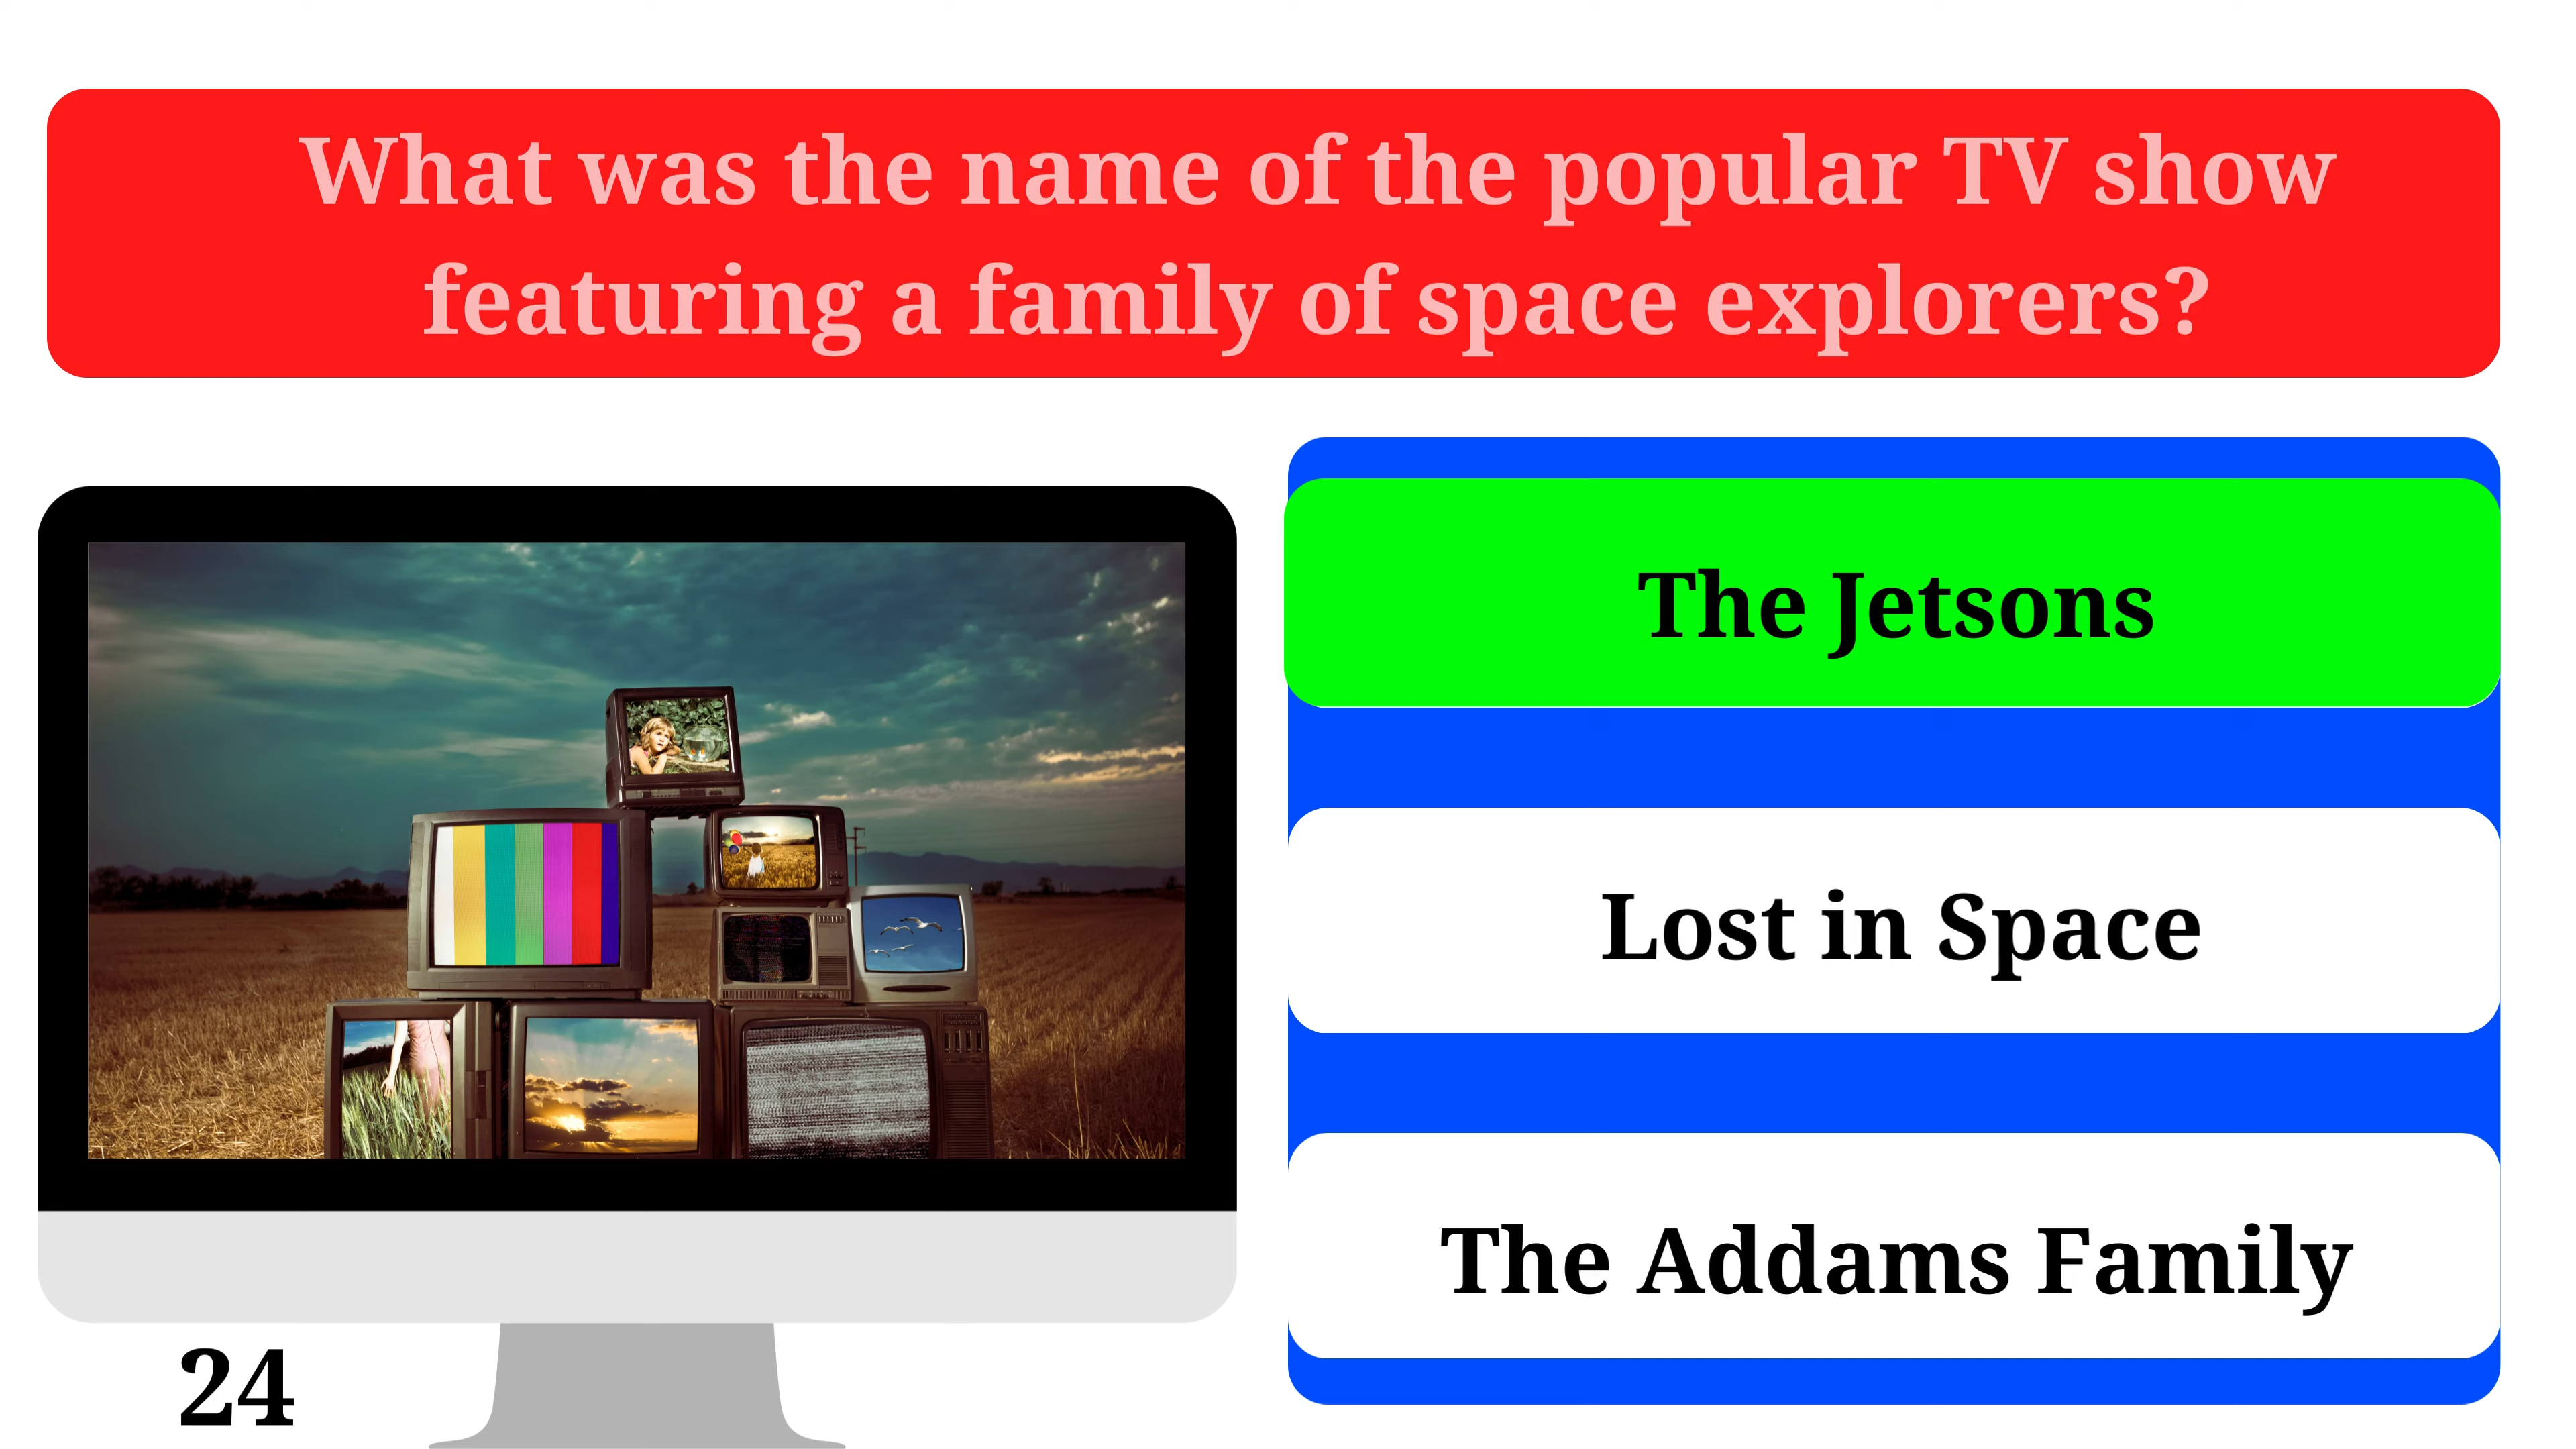 What was the name of the popular TV show
featuring a family of space explorers?
The Jetsons
Lost in Space
The Addams Family
24